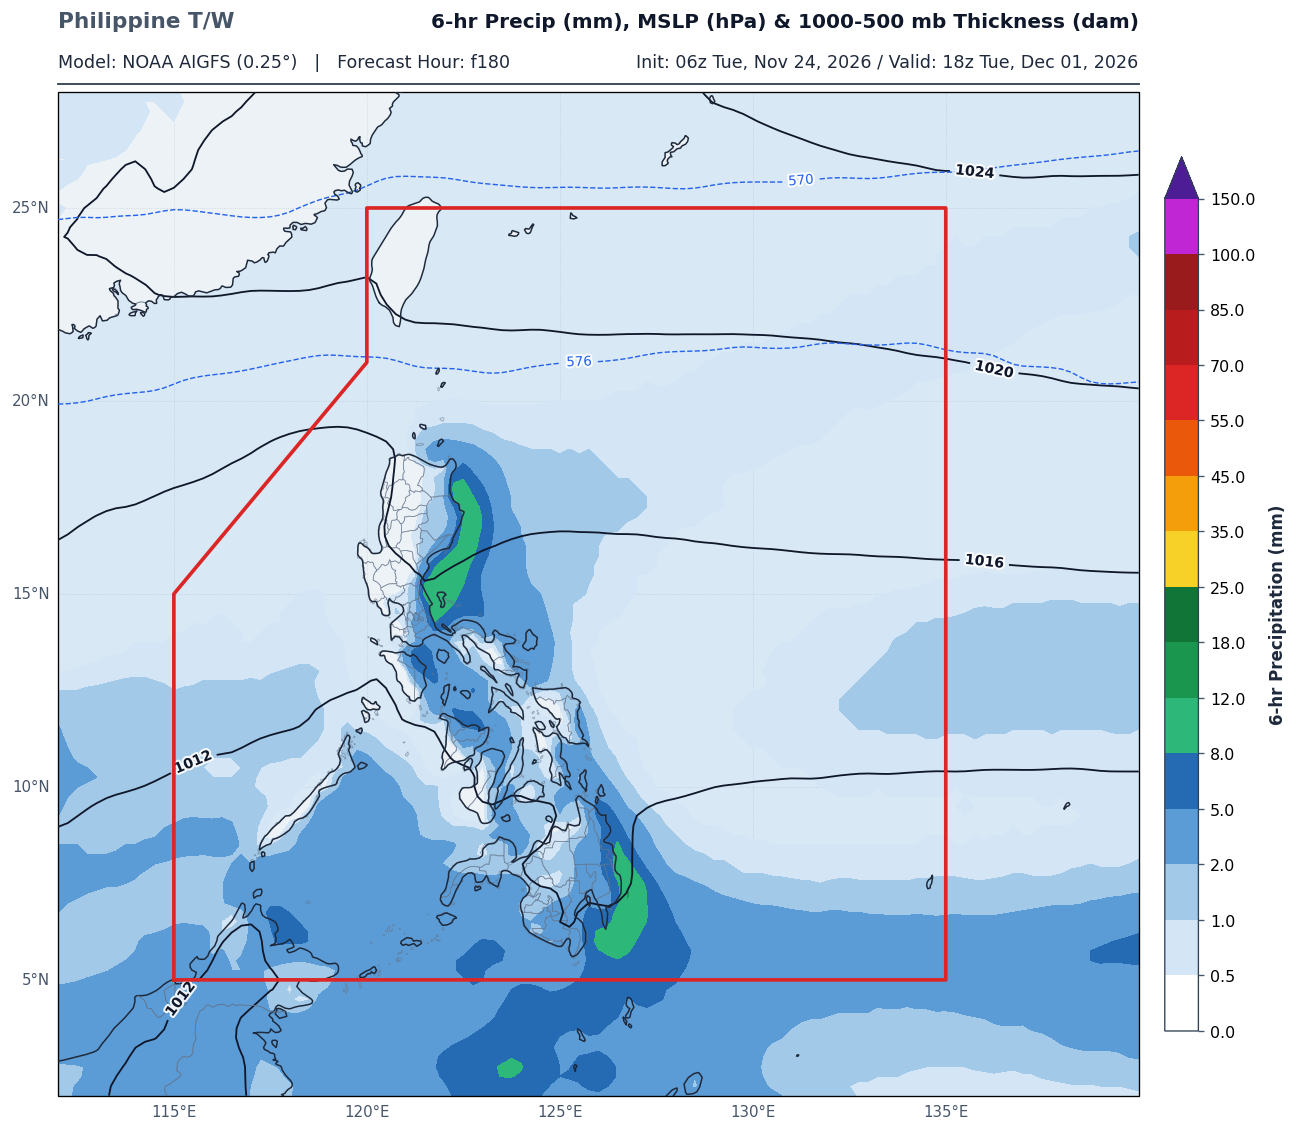 Philippine T/W
6-hr Precip (mm), MSLP (hPa) & 1000-500 mb Thickness (dam)
Model: NOAA AIGFS (0.25°) | Forecast Hour: f180
Init: 06z Tue, Nov 24, 2026 / Valid: 18z Tue, Dec 01, 2026
1024
570
25°N
576
1020
20°N
1016
15°N
1012
10°N
5°N
1012
115°E
120°E
125°E
130°E
135°E
150.0
100.0
85.0
70.0
55.0
45.0
35.0
25.0
18.0
12.0
8.0
5.0
2.0
1.0
0.5
0.0
6-hr Precipitation (mm)